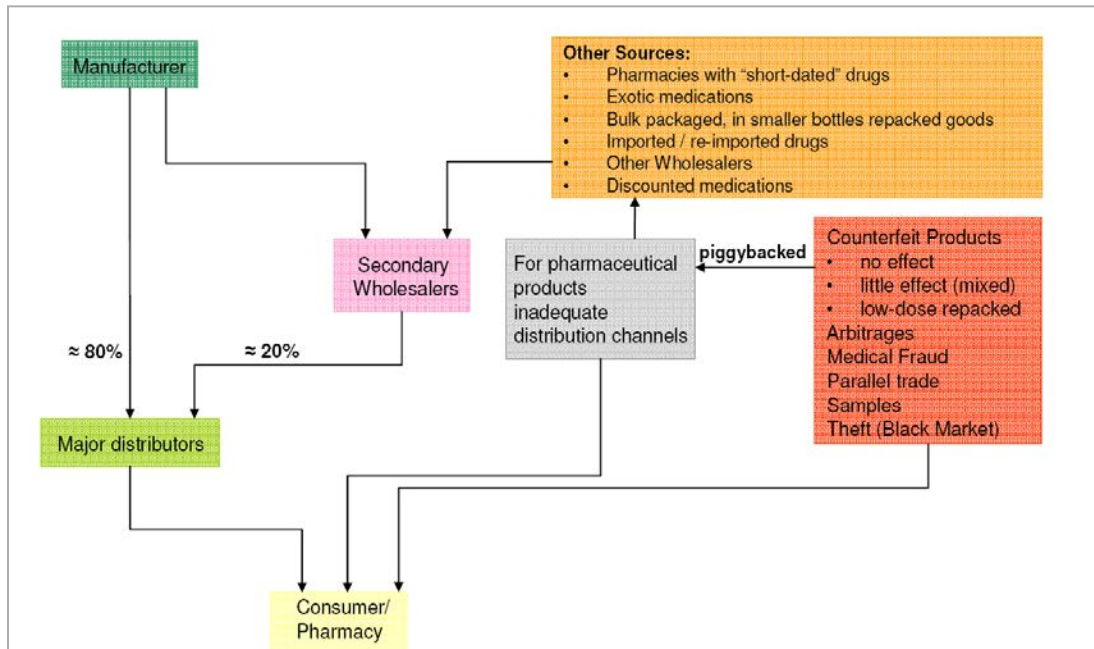 Manufacturer
Other Sources:
• Pharmacies with “short-dated” drugs
• Exotic medications
• Bulk packaged, in smaller bottles repacked goods
• Imported / re-imported drugs
• Other Wholesalers
• Discounted medications
Secondary
Wholesalers
For pharmaceutical
products
inadequate
distribution channels
piggybacked
Counterfeit Products
• no effect
• little effect (mixed)
• low-dose repacked
Arbitrages
Medical Fraud
Parallel trade
Samples
Theft (Black Market)
≈ 80%
≈ 20%
Major distributors
Consumer/
Pharmacy